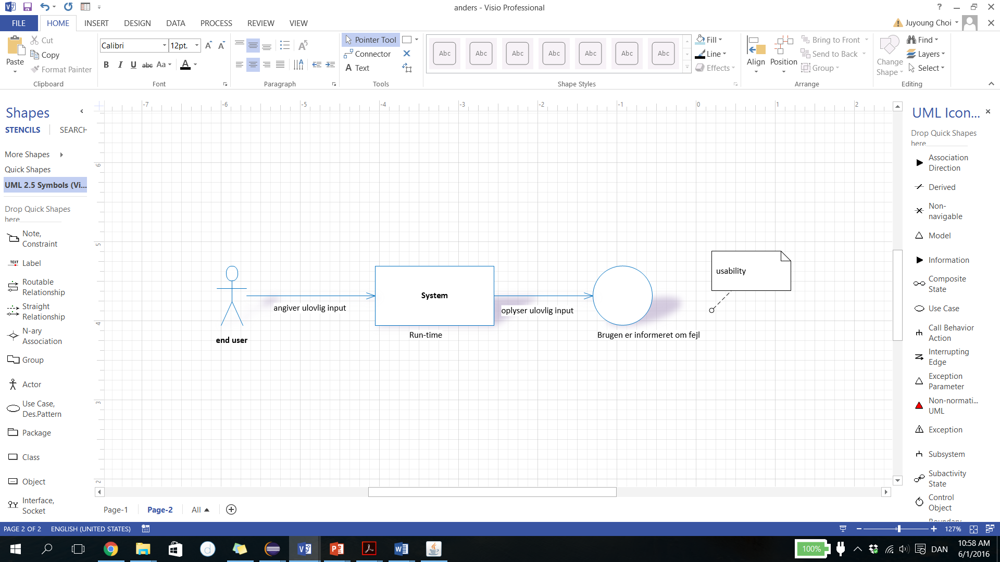 anders - Visio Professional
?
FILE
HOME
INSERT
DESIGN
DATA
PROCESS
REVIEW
VIEW
Juyoung Choi
Paste
Cut
Copy
Format Painter
Clipboard
Calibri
12pt.
A
A
B
I
U
abc
Aa
A
Font
A
Paragraph
Pointer Tool
Connector
A Text
Tools
Abc
Abc
Abc
Abc
Abc
Abc
Abc
Shape Styles
Fill
Line
Effects
Align
Position
Bring to Front
Send to Back
Group
Arrange
Change
Shape
Find
Layers
Select
Editing
Shapes
STENCILS
SEARCH
More Shapes
Quick Shapes
UML 2.5 Symbols (Vi...
Drop Quick Shapes
here
Note,
Constraint
TEXT
Label
Routable
Relationship
Straight
Relationship
N-ary
Association
Group
Actor
Use Case,
Des.Pattern
Package
Class
Object
Interface,
Socket
-7
-6
-5
-4
-3
-2
-1
0
1
2
6
5
4
3
2
end user
angiver ulovlig input
System
Run-time
oplyser ulovlig input
Brugen er informeret om fejl
usability
UML Icon...
Drop Quick Shapes
here
Association
Direction
Derived
Non-
navigable
Model
Information
Composite
State
Use Case
Call Behavior
Action
Interrupting
Edge
Exception
Parameter
Non-normati...
UML
Exception
Subsystem
Subactivity
State
Control
Object
Boundary
Page-1
Page-2
All
PAGE 2 OF 2
ENGLISH (UNITED STATES)
127%
100%
DAN
10:58 AM
6/1/2016